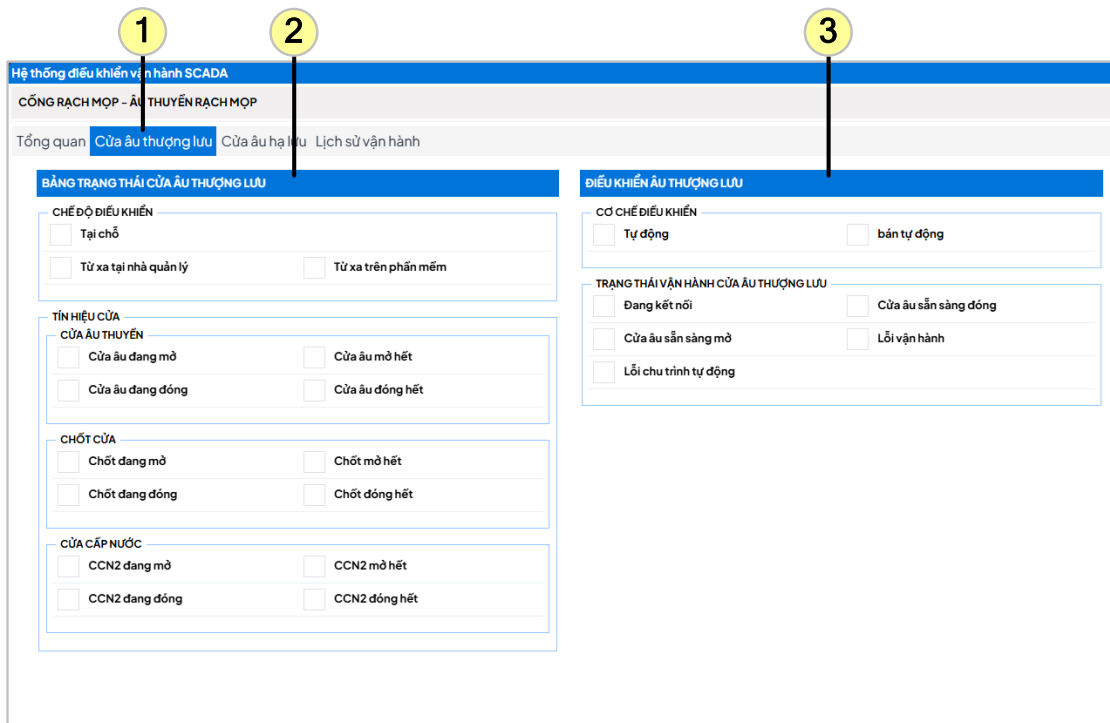 1
2
3
Hệ thống điều khiển vận hành SCADA
CỐNG RẠCH MỌP - ÂU THUYỀN RẠCH MỌP
Tổng quan Cửa âu thượng lưu Cửa âu hạ lưu Lịch sử vận hành
BẢNG TRẠNG THÁI CỬA ÂU THƯỢNG LƯU
CHẾ ĐỘ ĐIỀU KHIỂN
Tại chỗ
Từ xa tại nhà quản lý Từ xa trên phần mềm
TÍN HIỆU CỬA
CỬA ÂU THUYỀN
Cửa âu đang mở Cửa âu mở hết
Cửa âu đang đóng Cửa âu đóng hết
CHỐT CỬA
Chốt đang mở Chốt mở hết
Chốt đang đóng Chốt đóng hết
CỬA CẤP NƯỚC
CCN2 đang mở CCN2 mở hết
CCN2 đang đóng CCN2 đóng hết
ĐIỀU KHIỂN ÂU THƯỢNG LƯU
CƠ CHẾ ĐIỀU KHIỂN
Tự động bán tự động
TRẠNG THÁI VẬN HÀNH CỬA ÂU THƯỢNG LƯU
Đang kết nối Cửa âu sẵn sàng đóng
Cửa âu sẵn sàng mở Lỗi vận hành
Lỗi chu trình tự động